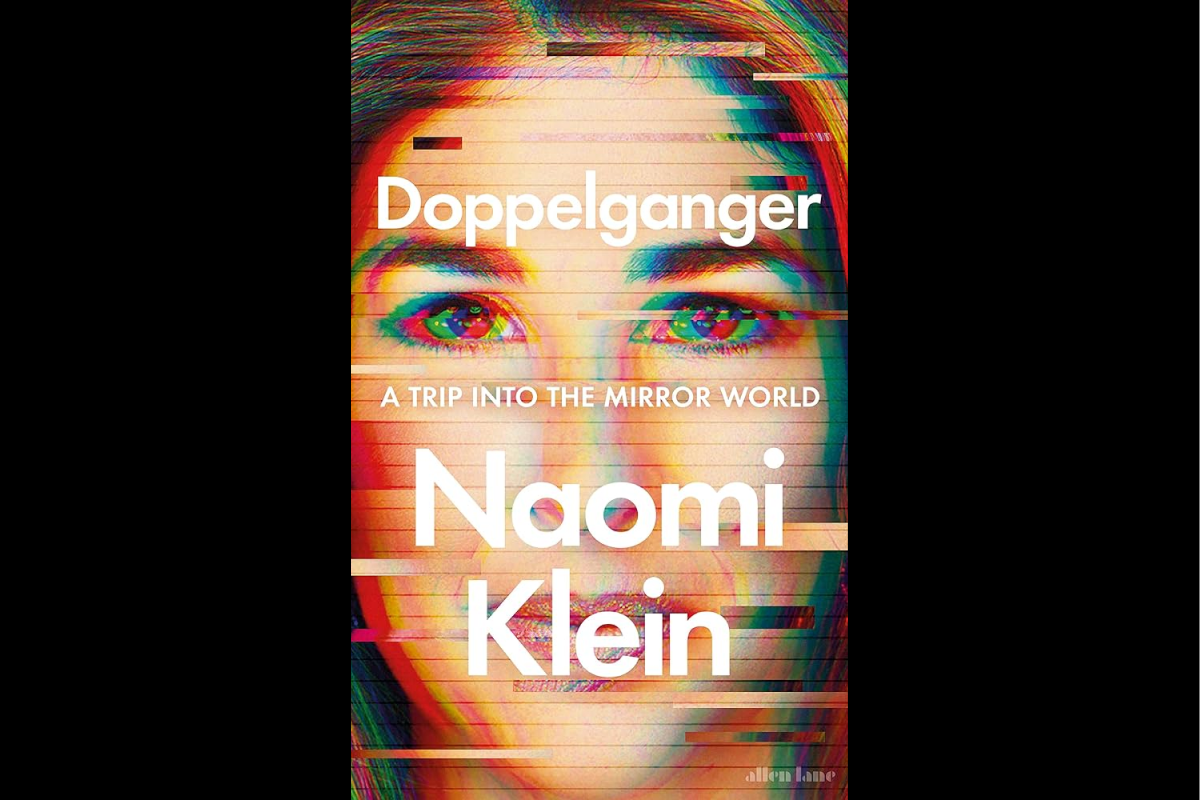 Doppelganger
A TRIP INTO THE MIRROR WORLD
Naomi
Klein
allen lane